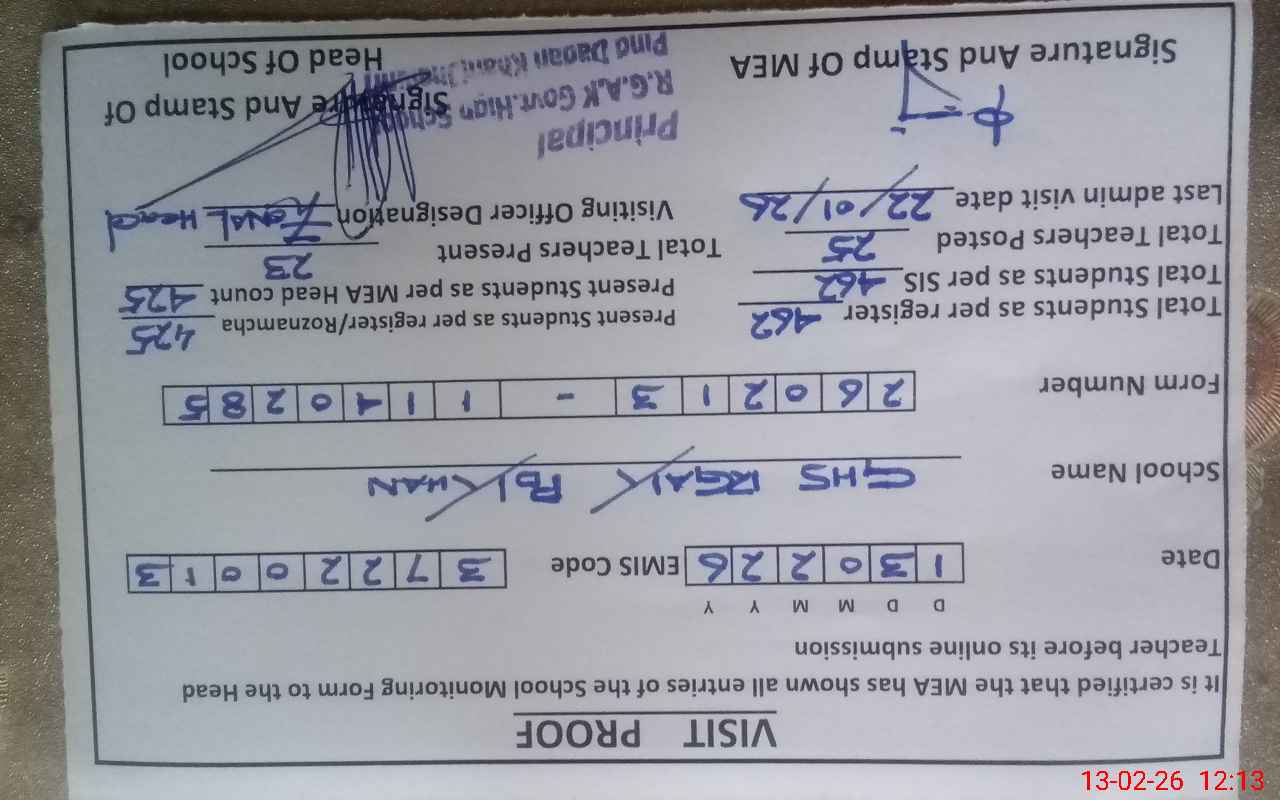 VISIT PROOF
It is certified that the MEA has shown all entries of the School Monitoring Form to the Head
Teacher before its online submission
D D M M Y Y
Date 1 3 0 2 2 6 EMIS Code 3 7 2 2 0 0 1 3
School Name GHS RGAK PD KHAN
Form Number 2 6 0 2 1 3 - 1 1 4 0 2 8 5
Total Students as per register 462 Present Students as per register/Roznamcha 425
Total Students as per SIS 462 Present Students as per MEA Head count 425
Total Teachers Posted 25 Total Teachers Present 23
Last admin visit date 22/01/26 Visiting Officer Designation Head
Principal
R.G.A.K Govt. High School
Pind Dadan Khan
Signature And Stamp Of MEA Signature And Stamp Of
Head Of School
13-02-26 12:13